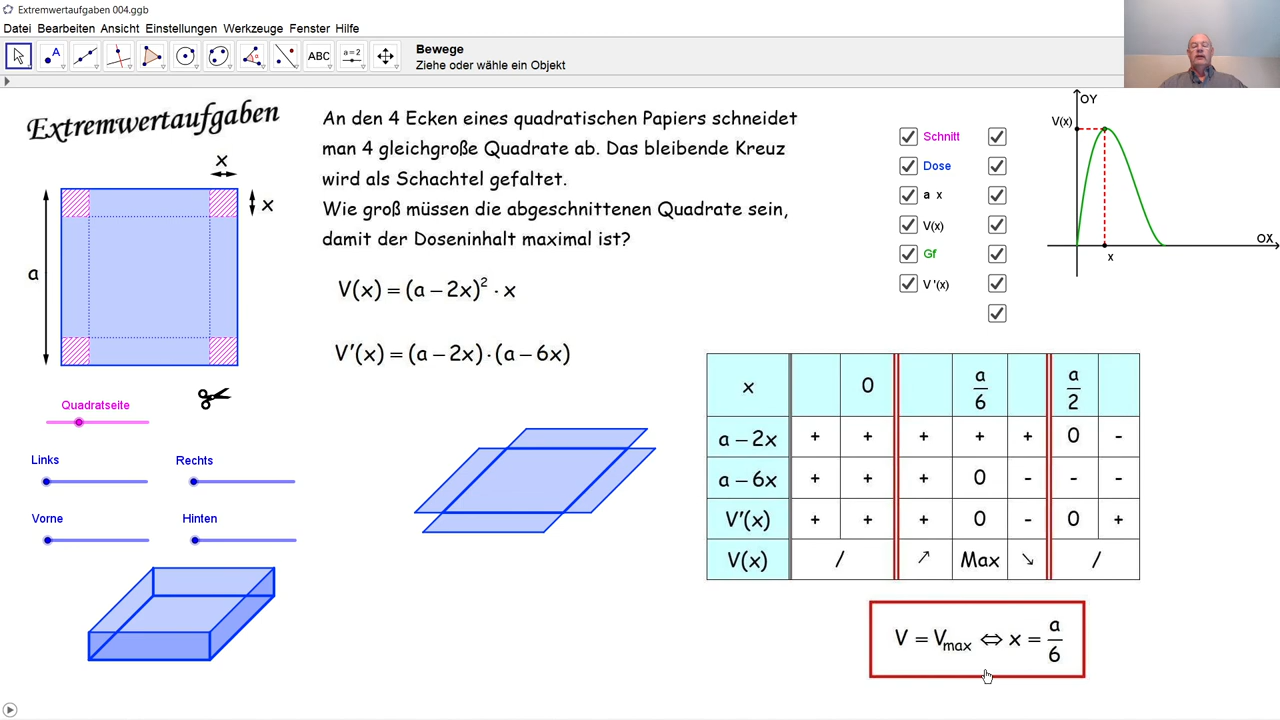 Extremwertaufgaben 004.ggb
Datei Bearbeiten Ansicht Einstellungen Werkzeuge Fenster Hilfe
A
ABC
a = 2
Bewege
Ziehe oder wähle ein Objekt
Extremwertaufgaben
x
x
a
Quadratseite
Links
Rechts
Vorne
Hinten
An den 4 Ecken eines quadratischen Papiers schneidet
man 4 gleichgroße Quadrate ab. Das bleibende Kreuz
wird als Schachtel gefaltet.
Wie groß müssen die abgeschnittenen Quadrate sein,
damit der Doseninhalt maximal ist?
V(x) = (a – 2x)² · x
V′(x) = (a – 2x) · (a – 6x)
Schnitt
Dose
a x
V(x)
Gf
V '(x)
OY
V(x)
OX
x
x 0 a/6 a/2
a – 2x + + + + + 0 -
a – 6x + + + 0 - - -
V′(x) + + + 0 - 0 +
V(x) / ↗ Max ↘ /
V = Vmax ⇔ x = a/6